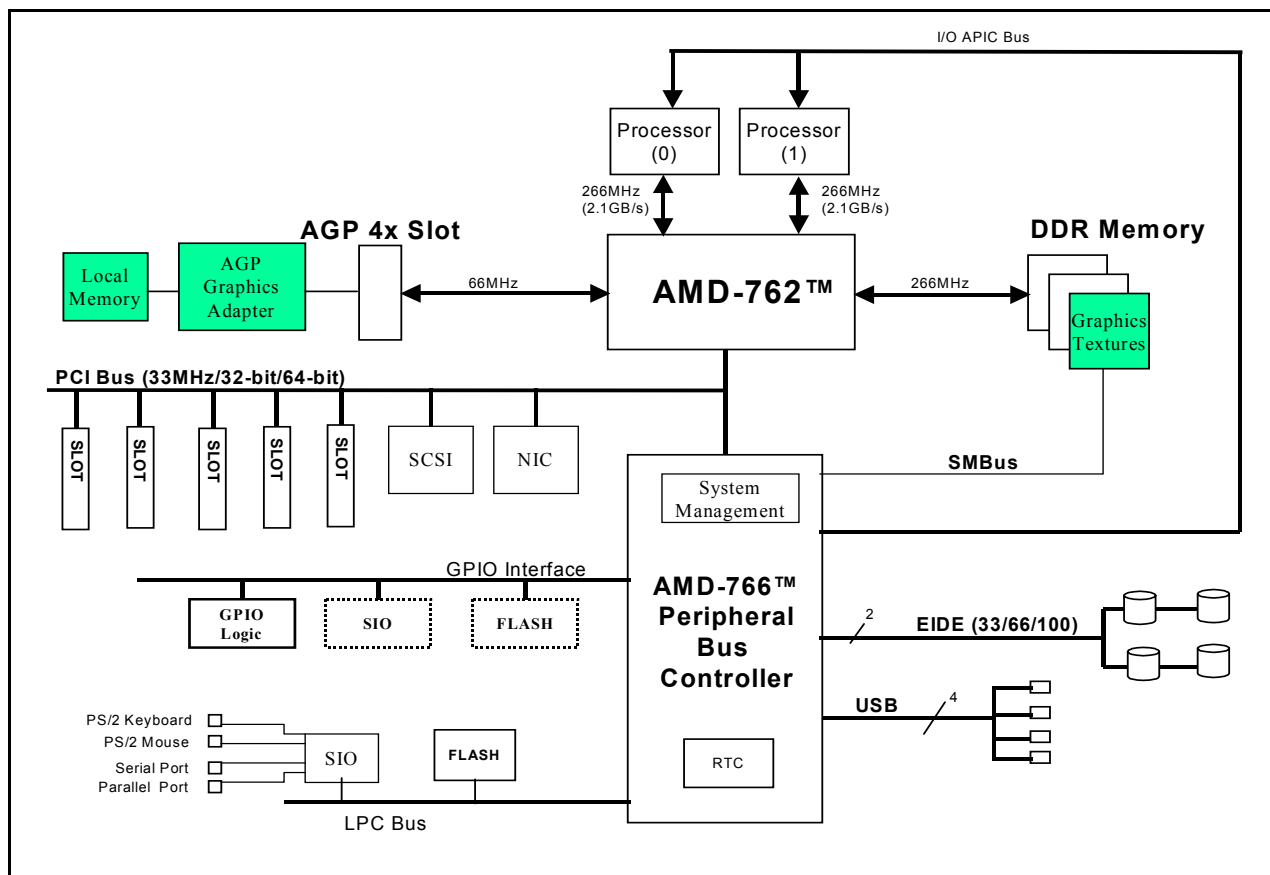 I/O APIC Bus
Processor
(0)
Processor
(1)
266MHz
(2.1GB/s)
266MHz
(2.1GB/s)
AGP 4x Slot
DDR Memory
Local
Memory
AGP
Graphics
Adapter
66MHz
AMD-762™
266MHz
Graphics
Textures
PCI Bus (33MHz/32-bit/64-bit)
SLOT
SLOT
SLOT
SLOT
SLOT
SCSI
NIC
SMBus
System
Management
GPIO Interface
GPIO
Logic
SIO
FLASH
AMD-766™
Peripheral
Bus
Controller
2
EIDE (33/66/100)
USB
4
PS/2 Keyboard
PS/2 Mouse
Serial Port
Parallel Port
SIO
FLASH
RTC
LPC Bus